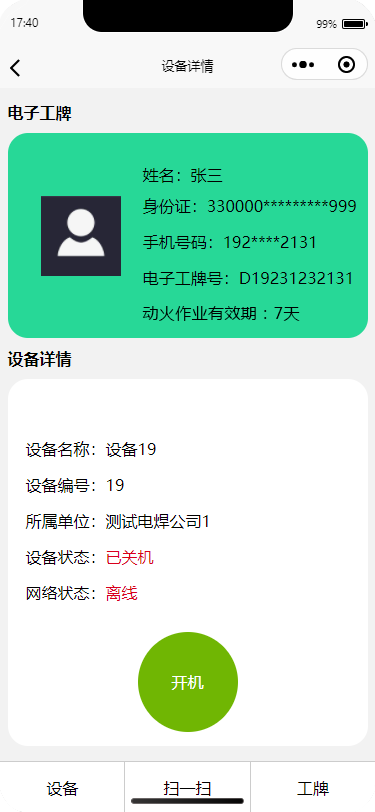 17:40
99%
设备详情
电子工牌
姓名：张三
身份证：330000*********999
手机号码：192****2131
电子工牌号：D19231232131
动火作业有效期：7天
设备详情
设备名称：设备19
设备编号：19
所属单位：测试电焊公司1
设备状态：已关机
网络状态：离线
开机
设备
扫一扫
工牌